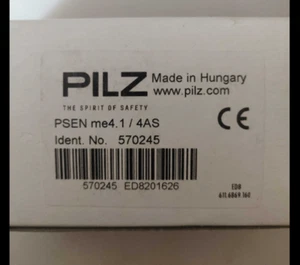 PILZ Made in Hungary
www.pilz.com
THE SPIRIT OF SAFETY
PSEN me4.1 / 4AS
CE
Ident. No. 570245
570245 ED8201626